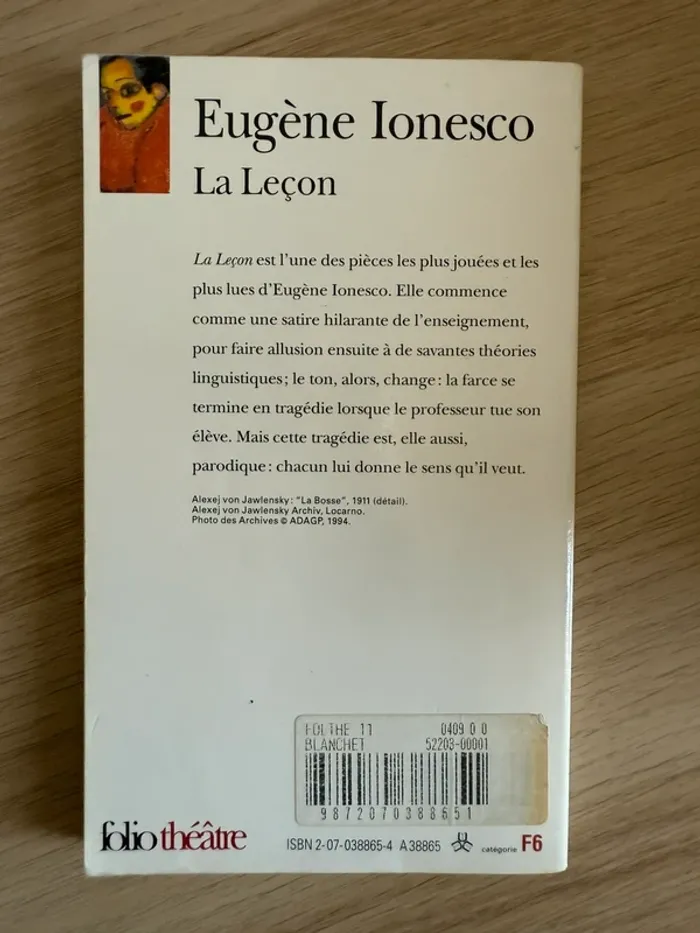 Eugène Ionesco
La Leçon
La Leçon est l'une des pièces les plus jouées et les
plus lues d'Eugène Ionesco. Elle commence
comme une satire hilarante de l'enseignement,
pour faire allusion ensuite à de savantes théories
linguistiques ; le ton, alors, change : la farce se
termine en tragédie lorsque le professeur tue son
élève. Mais cette tragédie est, elle aussi,
parodique : chacun lui donne le sens qu'il veut.
Alexej von Jawlensky : "La Bosse", 1911 (détail).
Alexej von Jawlensky Archiv, Locarno.
Photo des Archives © ADAGP, 1994.
FOLTHE 11 0409 0 0
BLANCHET 52203-00001
9872070388651
foliothéâtre
ISBN 2-07-038865-4 A 38865 catégorie F6